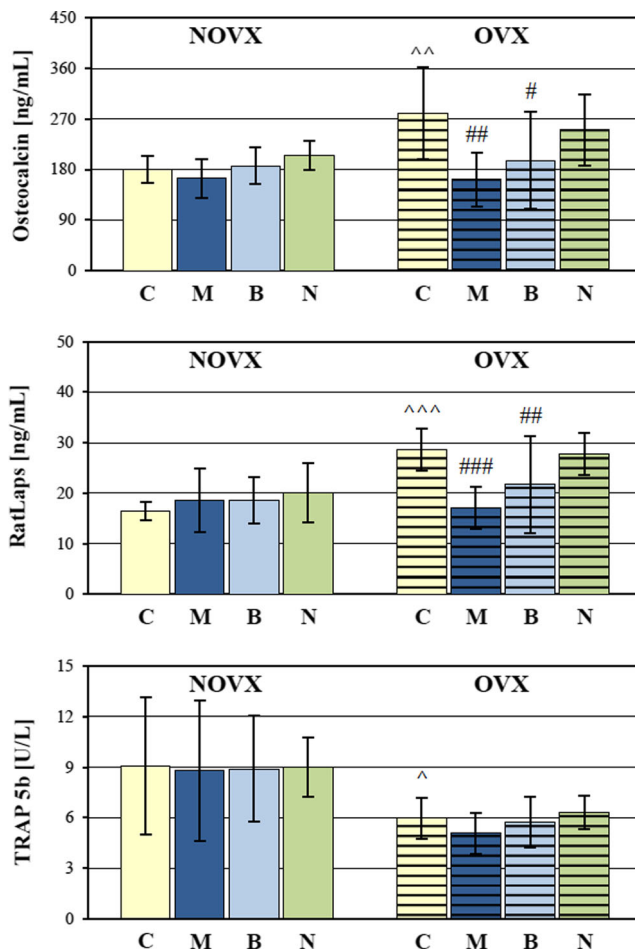 Osteocalcin [ng/mL]
450
360
270
180
90
0
NOVX OVX
^^
##
#
C M B N C M B N
RatLaps [ng/mL]
50
40
30
20
10
0
NOVX OVX
^^^
###
##
C M B N C M B N
TRAP 5b [U/L]
15
12
9
6
3
0
NOVX OVX
^
C M B N C M B N